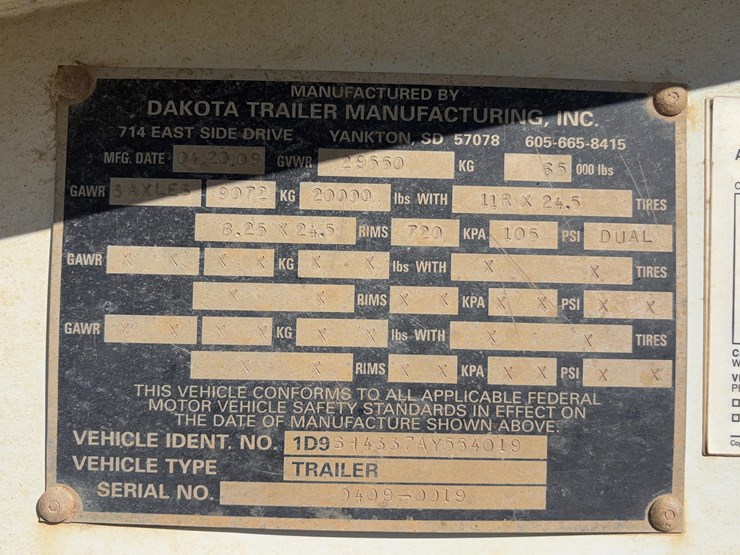 MANUFACTURED BY
DAKOTA TRAILER MANUFACTURING, INC.
714 EAST SIDE DRIVE YANKTON, SD 57078 605-665-8415
MFG. DATE 04.20.09 GVWR 29550 KG 65 000 lbs
GAWR 3 AXLES 9072 KG 20000 lbs WITH 11R X 24.5 TIRES
8.25 X 24.5 RIMS 720 KPA 105 PSI DUAL
GAWR X X X X KG X X lbs WITH X X TIRES
X X RIMS X X KPA X X PSI X X
GAWR X X X X KG X X lbs WITH X X TIRES
X X RIMS X X KPA X X PSI X X
THIS VEHICLE CONFORMS TO ALL APPLICABLE FEDERAL
MOTOR VEHICLE SAFETY STANDARDS IN EFFECT ON
THE DATE OF MANUFACTURE SHOWN ABOVE.
VEHICLE IDENT. NO. 1D9SH4337AY554019
VEHICLE TYPE TRAILER
SERIAL NO. 0409-0019